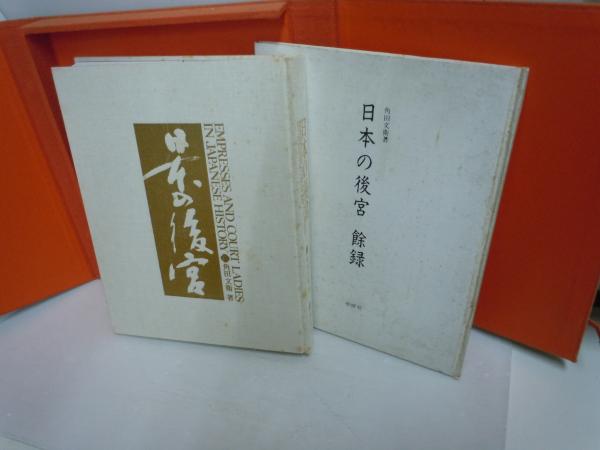 日本の後宮
EMPRESSES AND COURT LADIES
IN JAPANESE HISTORY●角田文衞 著
角田文衞著
日本の後宮 餘録